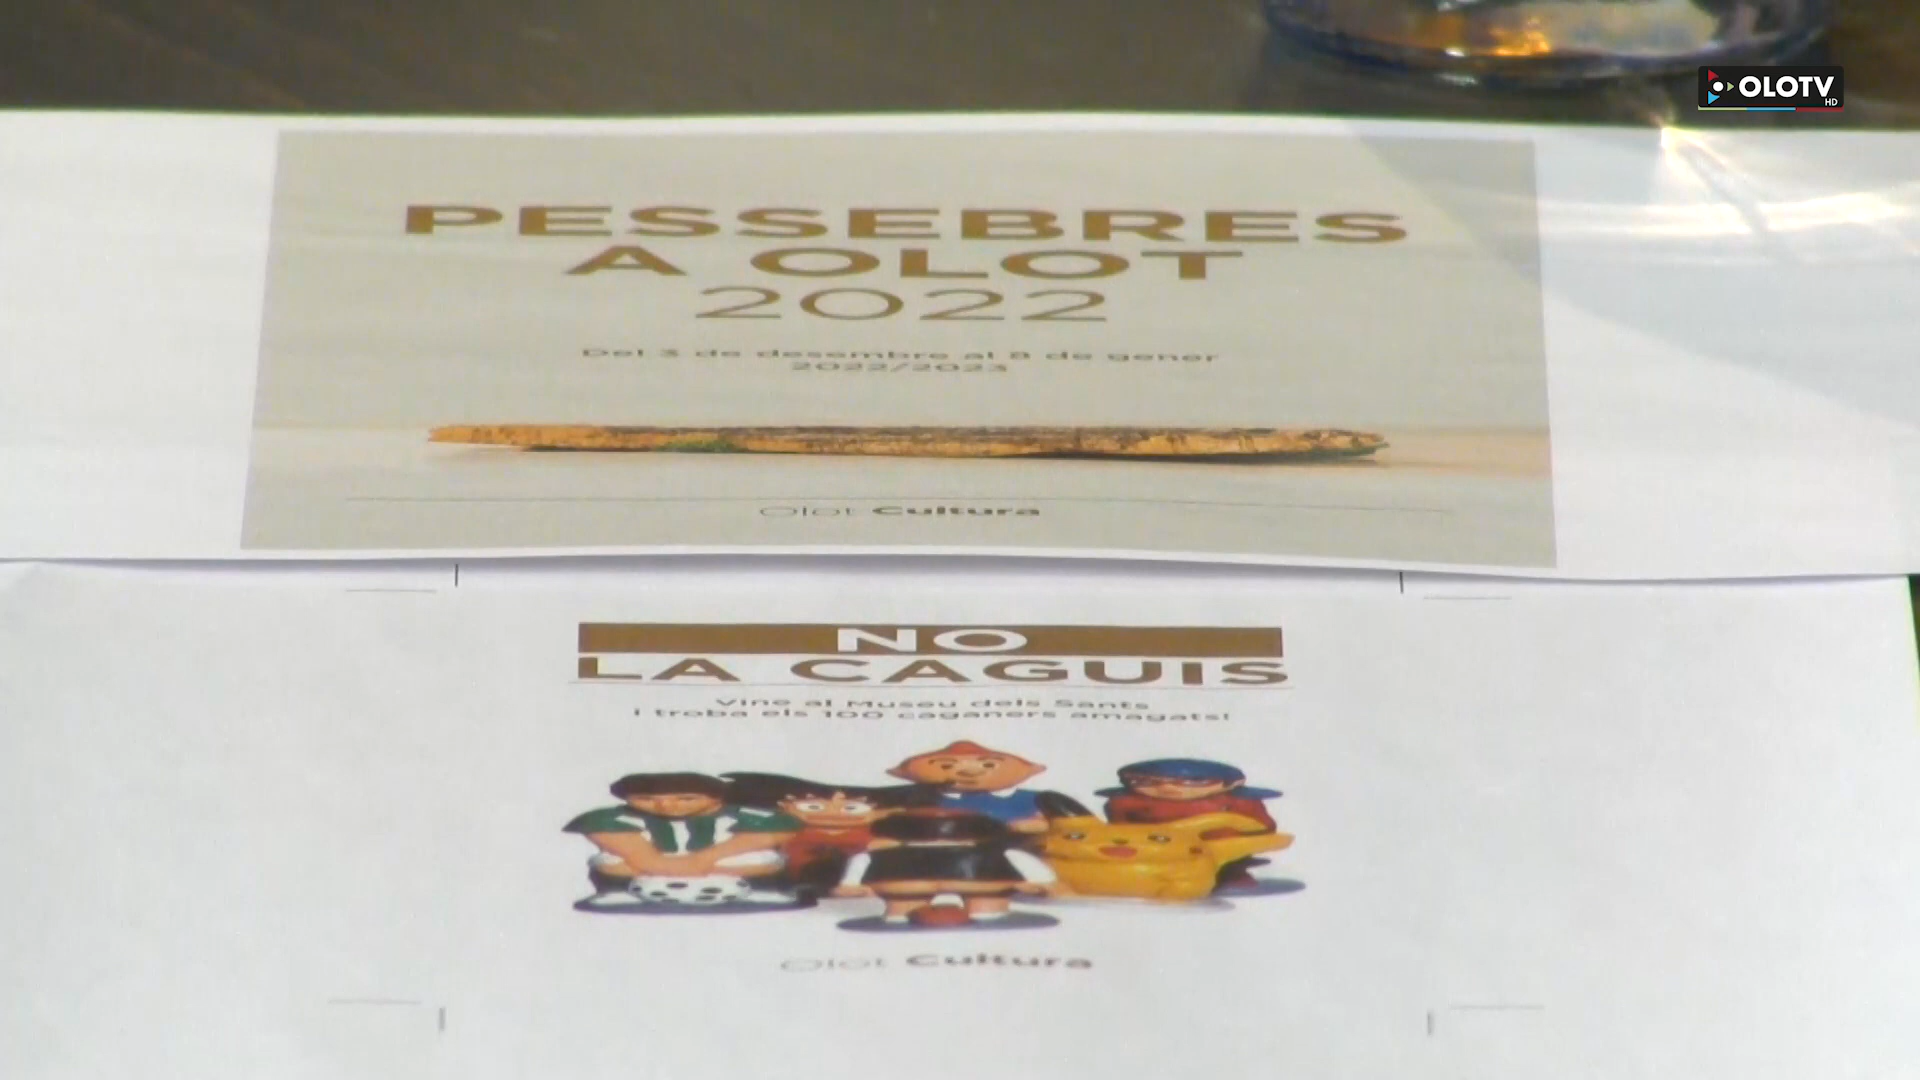 OLOTV
HD
PESSEBRES
A OLOT
2022
Del 3 de desembre al 8 de gener
2022/2023
Olot Cultura
NO
LA CAGUIS
Vine al Museu dels Sants
i troba els 100 caganers amagats!
Olot Cultura